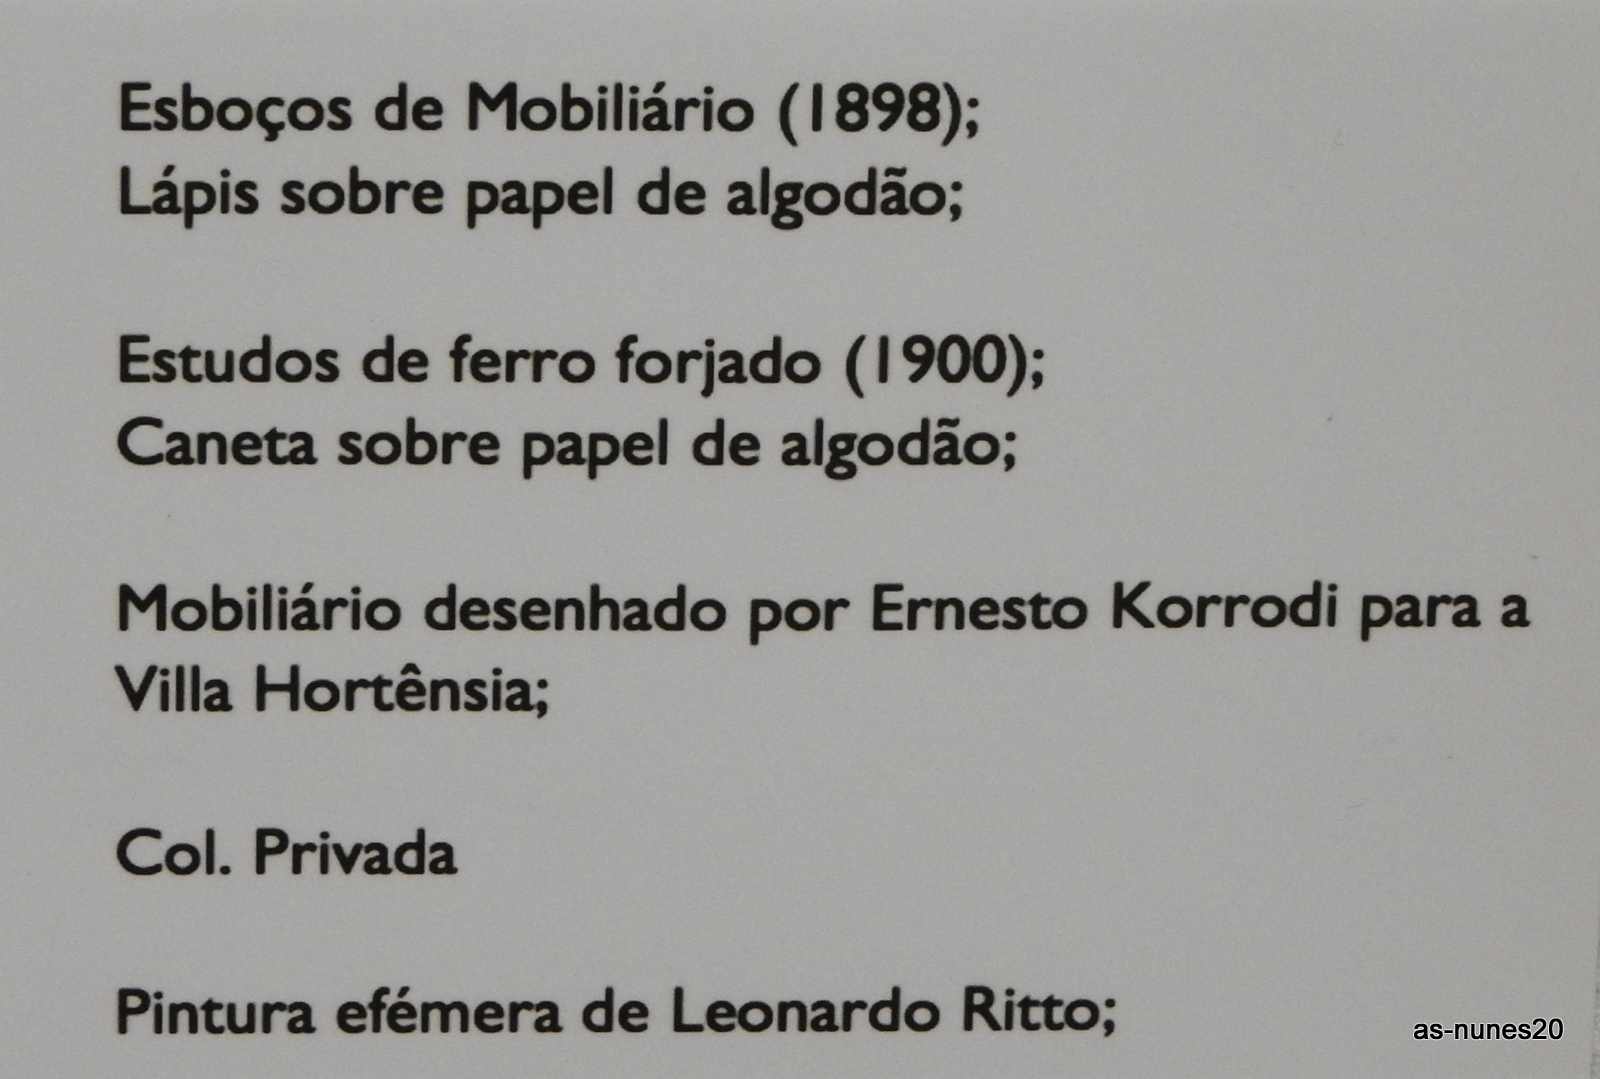 Esboços de Mobiliário (1898);
Lápis sobre papel de algodão;
Estudos de ferro forjado (1900);
Caneta sobre papel de algodão;
Mobiliário desenhado por Ernesto Korrodi para a
Villa Hortênsia;
Col. Privada
Pintura efémera de Leonardo Ritto;
as-nunes20